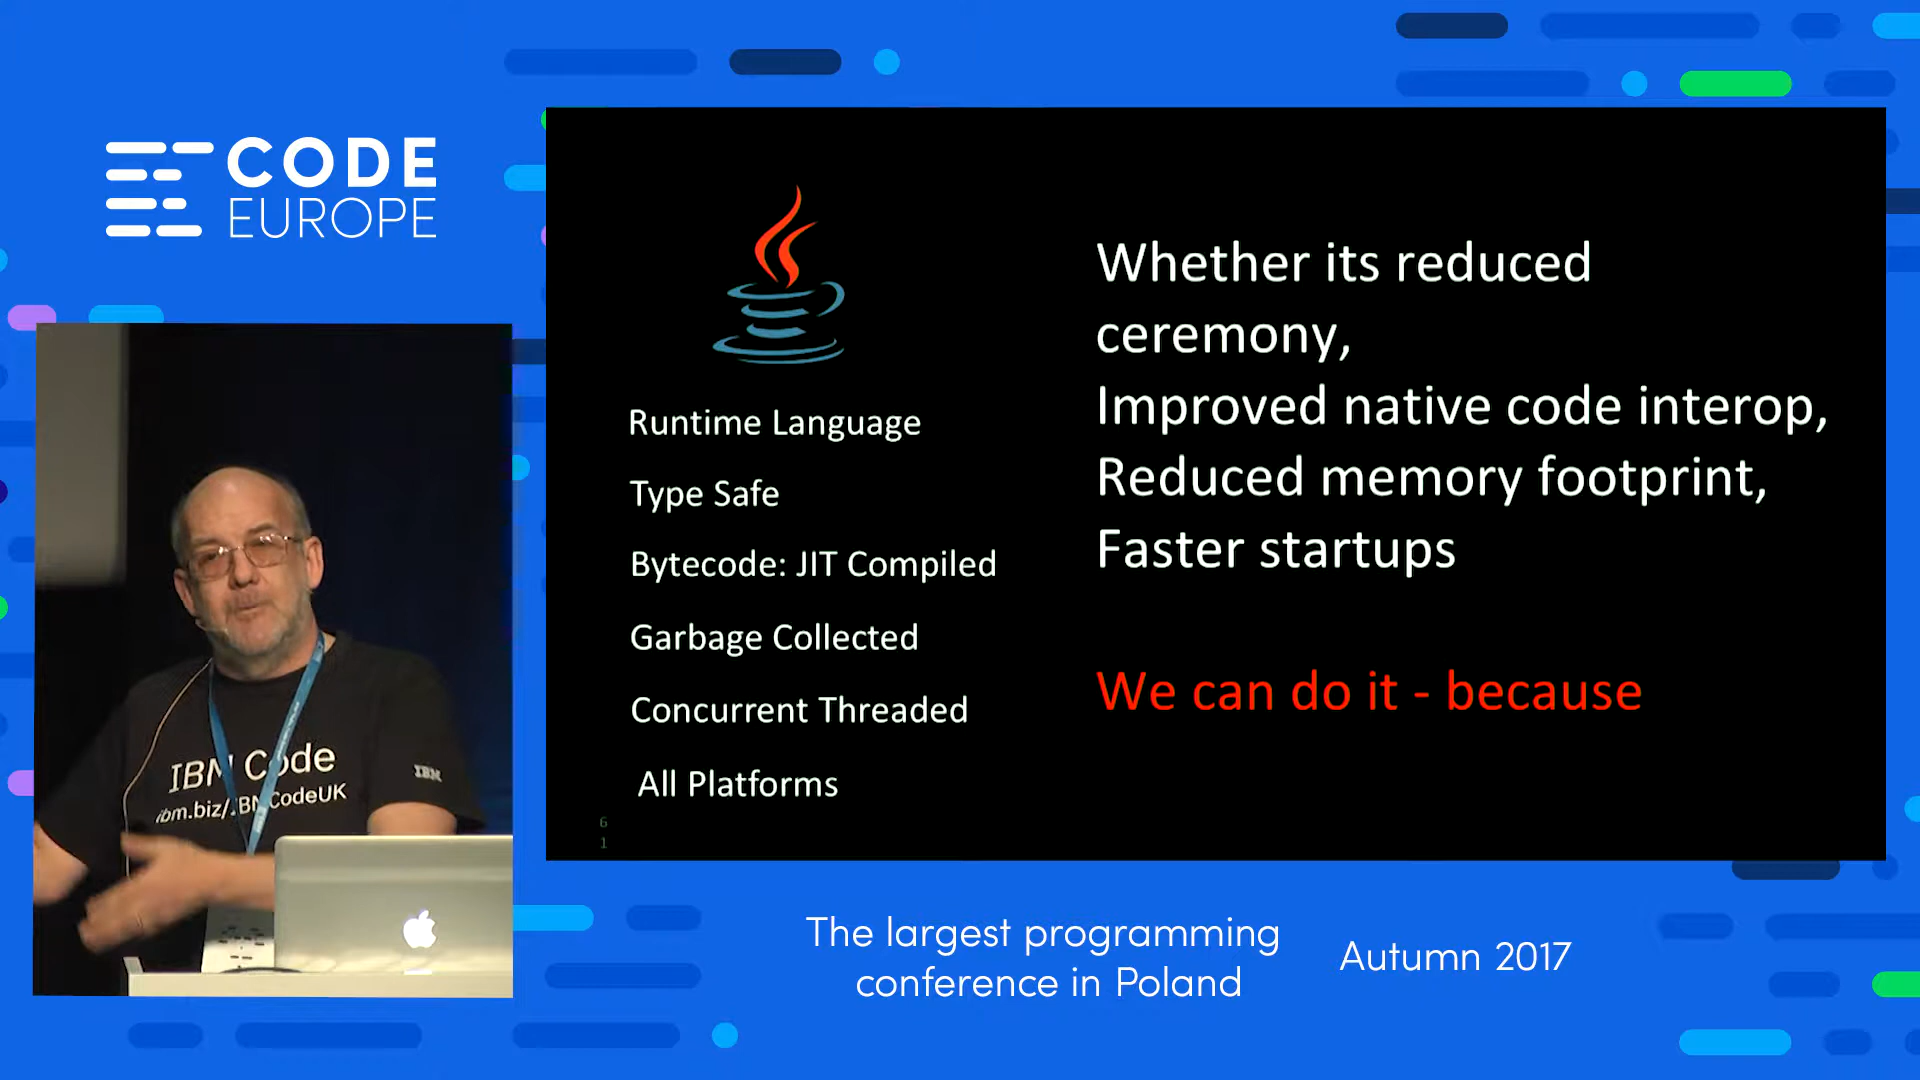 CODE
EUROPE
Runtime Language
Type Safe
Bytecode: JIT Compiled
Garbage Collected
Concurrent Threaded
All Platforms
6
1
Whether its reduced
ceremony,
Improved native code interop,
Reduced memory footprint,
Faster startups
We can do it - because
IBM Code
ibm.biz/IBMCodeUK
IBM
The largest programming
conference in Poland
Autumn 2017